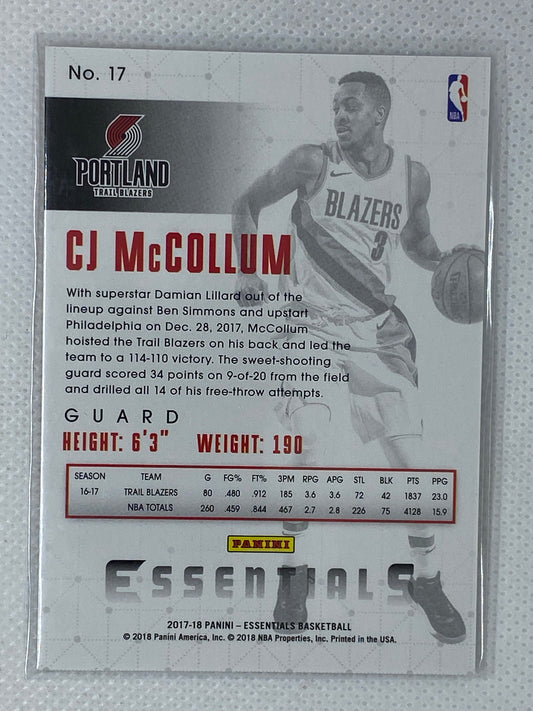 No. 17
NBA
PORTLAND
TRAIL BLAZERS
BLAZERS
3
CJ McCOLLUM
With superstar Damian Lillard out of the
lineup against Ben Simmons and upstart
Philadelphia on Dec. 28, 2017, McCollum
hoisted the Trail Blazers on his back and led the
team to a 114-110 victory. The sweet-shooting
guard scored 34 points on 9-of-20 from the field
and drilled all 14 of his free-throw attempts.
GUARD
HEIGHT: 6'3" WEIGHT: 190
SEASON TEAM G FG% FT% 3PM RPG APG STL BLK PTS PPG
16-17 TRAIL BLAZERS 80 .480 .912 185 3.6 3.6 72 42 1837 23.0
NBA TOTALS 260 .459 .844 467 2.7 2.8 226 75 4128 15.9
PANINI
ESSENTIALS
2017-18 PANINI – ESSENTIALS BASKETBALL
© 2018 Panini America, Inc. © 2018 NBA Properties, Inc. Printed in the USA.